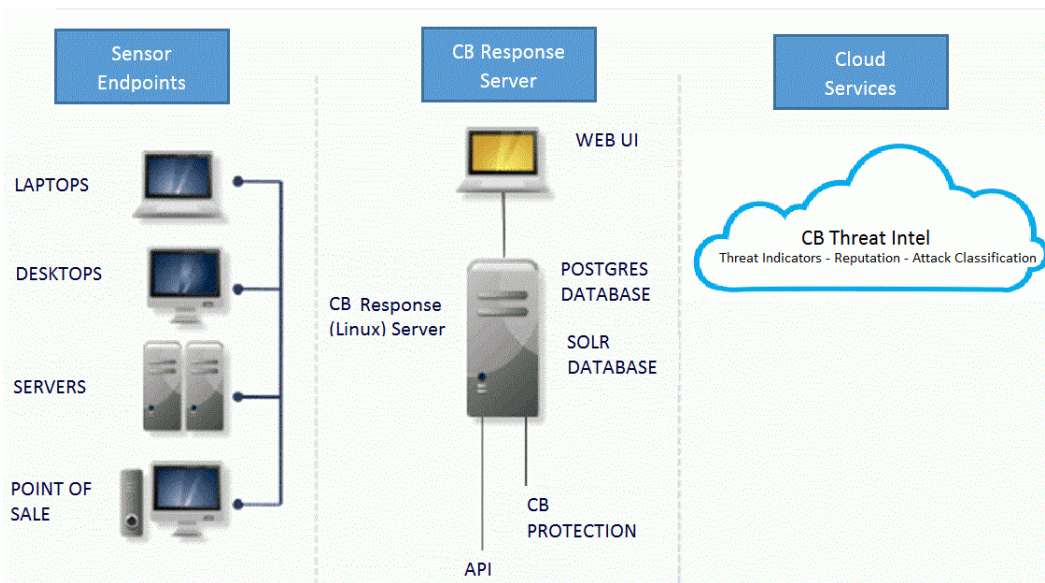 Sensor
Endpoints
LAPTOPS
DESKTOPS
SERVERS
POINT OF
SALE
CB Response
Server
WEB UI
CB Response
(Linux) Server
POSTGRES
DATABASE
SOLR
DATABASE
CB
PROTECTION
API
Cloud
Services
CB Threat Intel
Threat Indicators - Reputation - Attack Classification